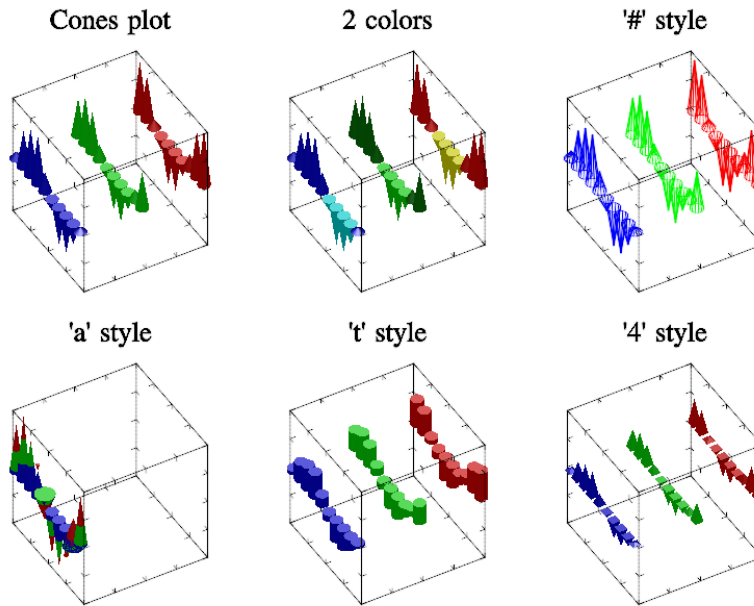 Cones plot
2 colors
'#' style
'a' style
't' style
'4' style